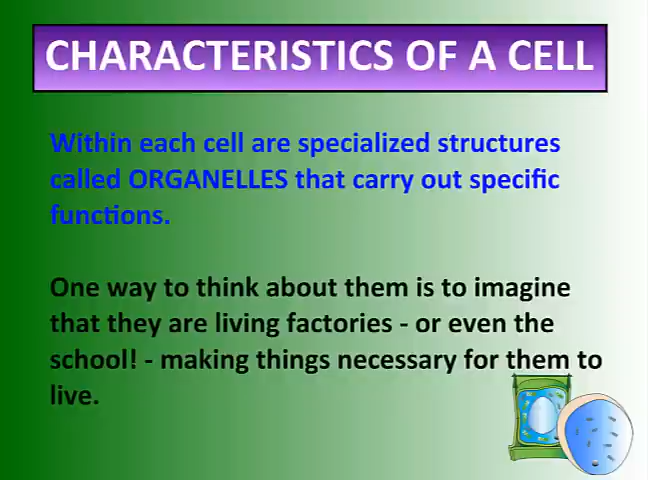 CHARACTERISTICS OF A CELL
Within each cell are specialized structures
called ORGANELLES that carry out specific
functions.
One way to think about them is to imagine
that they are living factories - or even the
school! - making things necessary for them to
live.